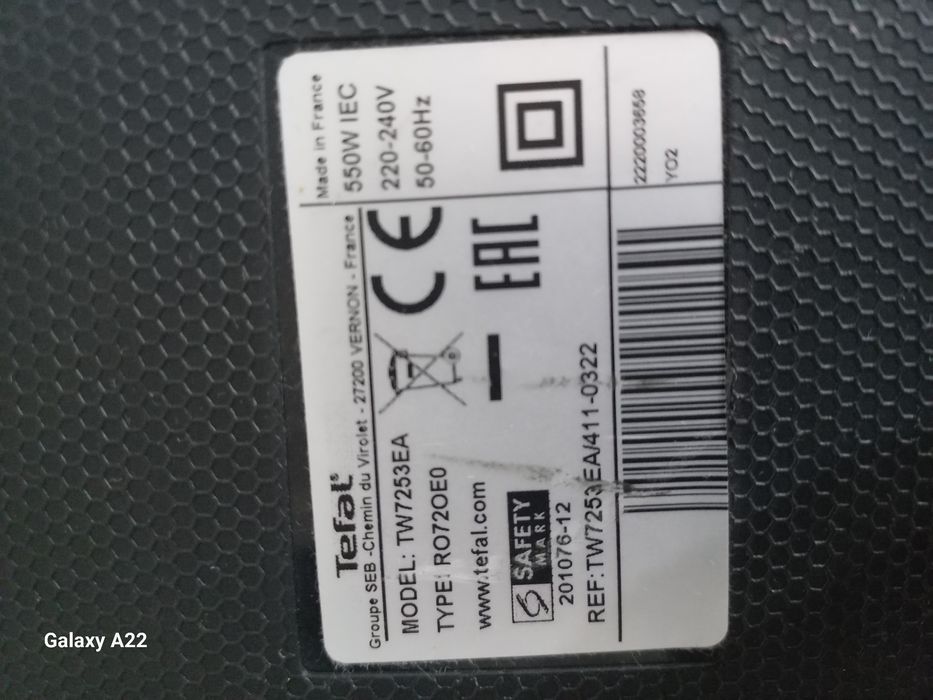 Tefal®
Groupe SEB -Chemin du Virolet - 27200 VERNON - France
Made in France
MODEL: TW7253EA
TYPE: RO72OE0
www.tefal.com
550W IEC
220-240V
50-60Hz
CE
EAC
SAFETY
MARK
201076-12
REF:TW7253EA/411-0322
2220003658
YO2
Galaxy A22